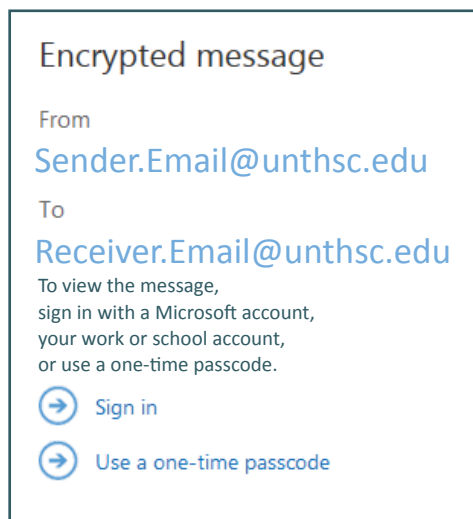 Encrypted message
From
Sender.Email@unthsc.edu
To
Receiver.Email@unthsc.edu
To view the message,
sign in with a Microsoft account,
your work or school account,
or use a one-time passcode.
Sign in
Use a one-time passcode